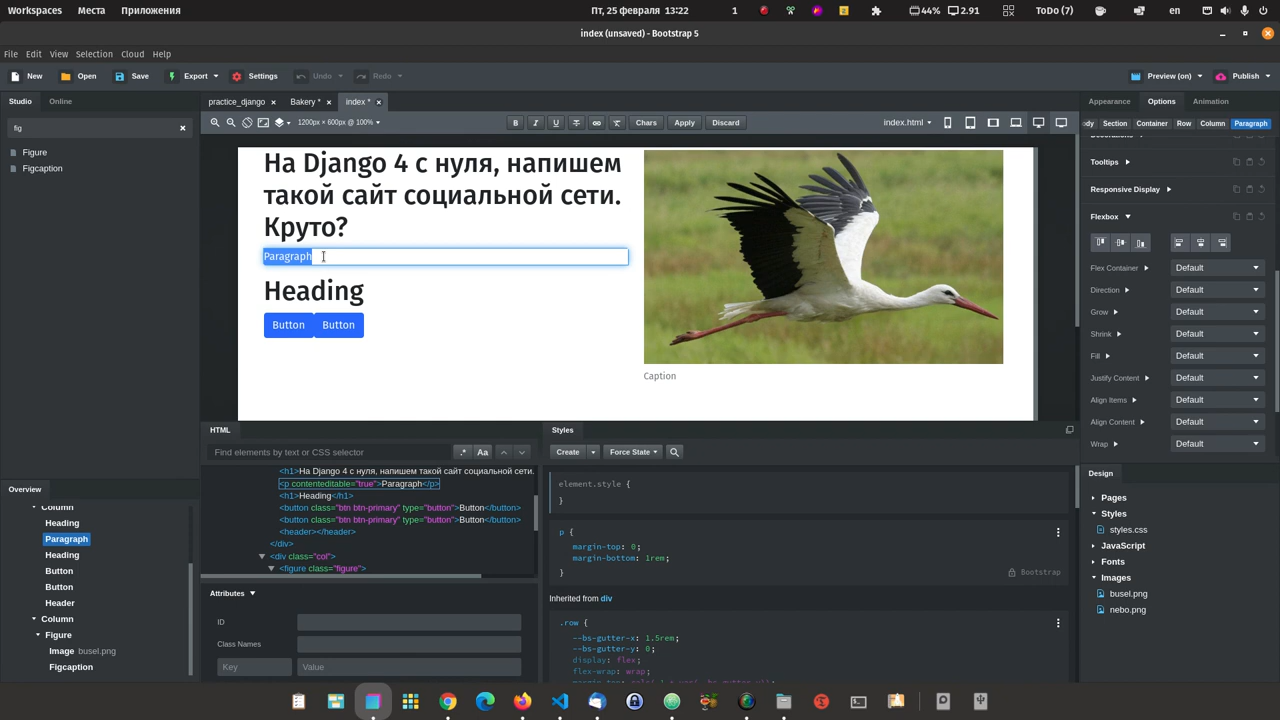 Workspaces Места Приложения Пт, 25 февраля 13:22 1 44% 2.91 ToDo (7) en
index (unsaved) - Bootstrap 5
File Edit View Selection Cloud Help
New Open Save Export Settings Undo Redo Preview (on) Publish
Studio Online practice_django Bakery * index * Appearance Options Animation
fig 1200px × 600px @ 100% Chars Apply Discard index.html
B I U Aa
dy Section Container Row Column Paragraph
Figure
Figcaption
На Django 4 с нуля, напишем
такой сайт социальной сети.
Круто?
Paragraph
Heading
Button Button
Caption
Tooltips
Responsive Display
Flexbox
Flex Container Default
Direction Default
Grow Default
Shrink Default
Fill Default
Justify Content Default
Align Items Default
Align Content Default
Wrap Default
HTML
Find elements by text or CSS selector
<h1>На Django 4 с нуля, напишем такой сайт социальной сети.
<p contenteditable="true">Paragraph</p>
<h1>Heading</h1>
<button class="btn btn-primary" type="button">Button</button>
<button class="btn btn-primary" type="button">Button</button>
<header></header>
</div>
<div class="col">
<figure class="figure">
Attributes
ID
Class Names
Key Value
Styles
Create Force State
element.style {
}
p {
margin-top: 0;
margin-bottom: 1rem;
}
Bootstrap
Inherited from div
.row {
--bs-gutter-x: 1.5rem;
--bs-gutter-y: 0;
display: flex;
flex-wrap: wrap;
Overview
Column
Heading
Paragraph
Heading
Button
Button
Header
Column
Figure
Image busel.png
Figcaption
Design
Pages
Styles
styles.css
JavaScript
Fonts
Images
busel.png
nebo.png